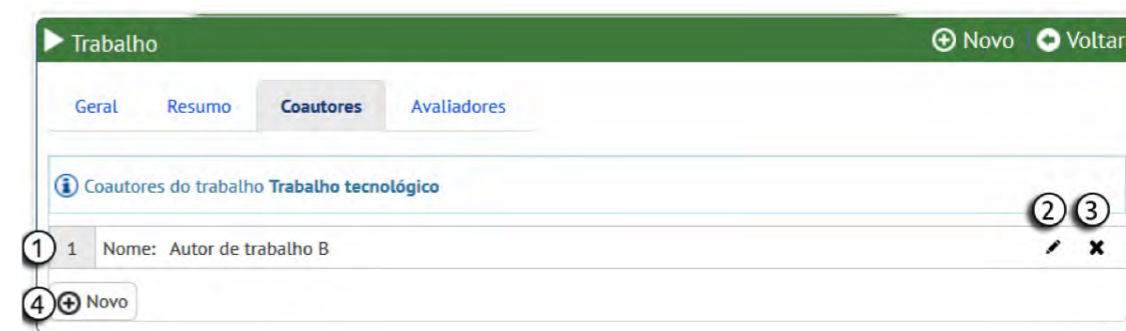 Trabalho Novo Voltar
Geral Resumo Coautores Avaliadores
Coautores do trabalho Trabalho tecnológico
2 3
1 1 Nome: Autor de trabalho B
4 Novo